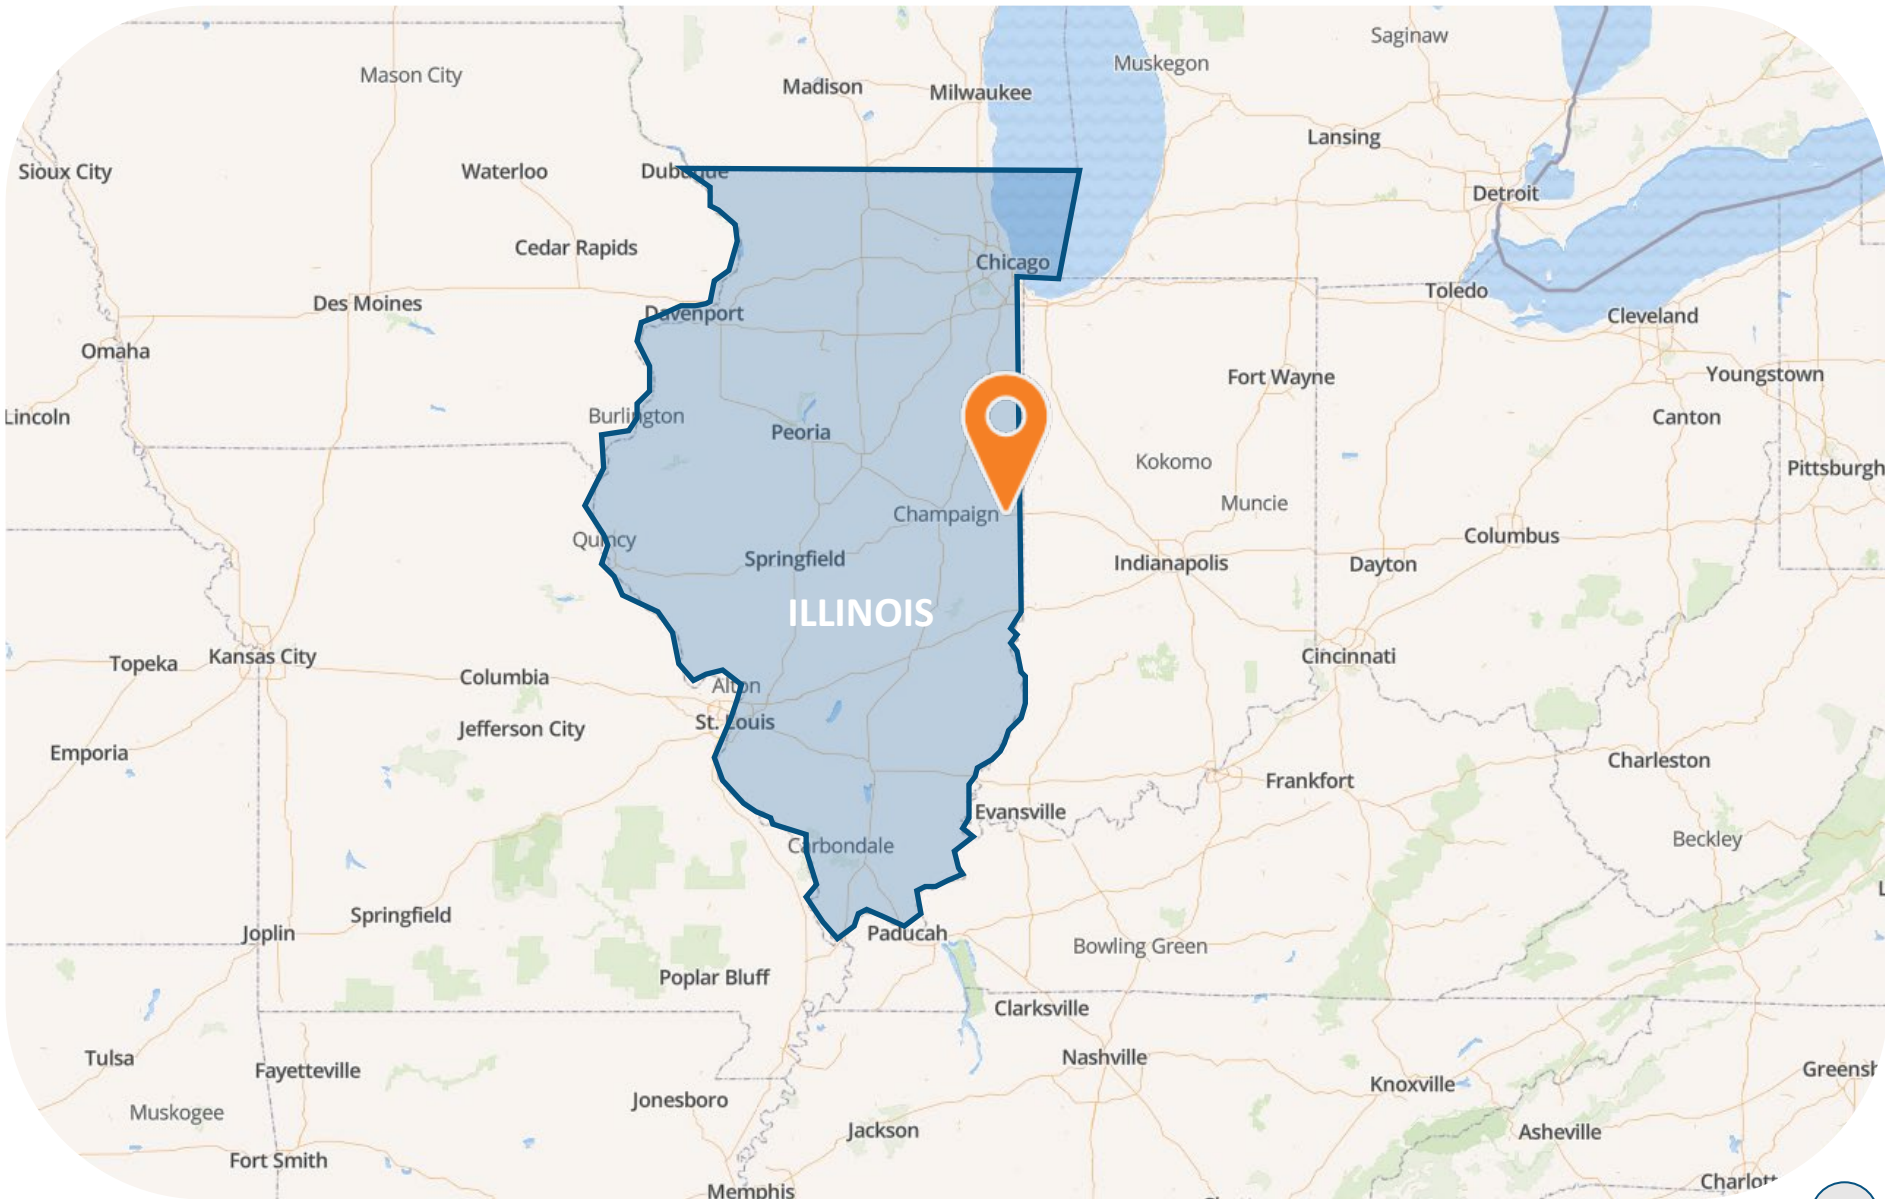 Saginaw
Muskegon
Mason City
Madison
Milwaukee
Lansing
Sioux City
Waterloo
Dubuque
Detroit
Cedar Rapids
Chicago
Toledo
Des Moines
Davenport
Cleveland
Omaha
Fort Wayne
Youngstown
Lincoln
Burlington
Peoria
Canton
Kokomo
Pittsburgh
Muncie
Champaign
Quincy
Springfield
Columbus
Indianapolis
Dayton
ILLINOIS
Topeka
Kansas City
Cincinnati
Columbia
Alton
St. Louis
Jefferson City
Emporia
Charleston
Frankfort
Evansville
Beckley
Carbondale
Springfield
Joplin
Paducah
Bowling Green
Poplar Bluff
Clarksville
Tulsa
Fayetteville
Nashville
Greensh
Knoxville
Muskogee
Jonesboro
Jackson
Asheville
Fort Smith
Charlott
Memphis